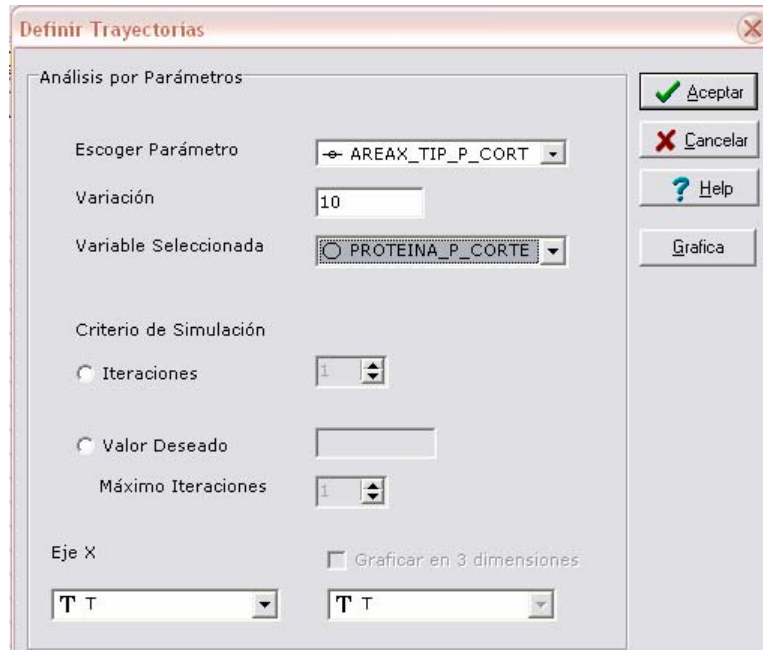 Definir Trayectorías
Análisis por Parámetros
Escoger Parámetro
AREAX_TIP_P_CORT
Variación
10
Variable Seleccionada
PROTEINA_P_CORTE
Criterio de Simulación
Iteraciones
1
Valor Deseado
Máximo Iteraciones
1
Eje X
Graficar en 3 dimensiones
T T
T T
Aceptar
Cancelar
? Help
Grafica